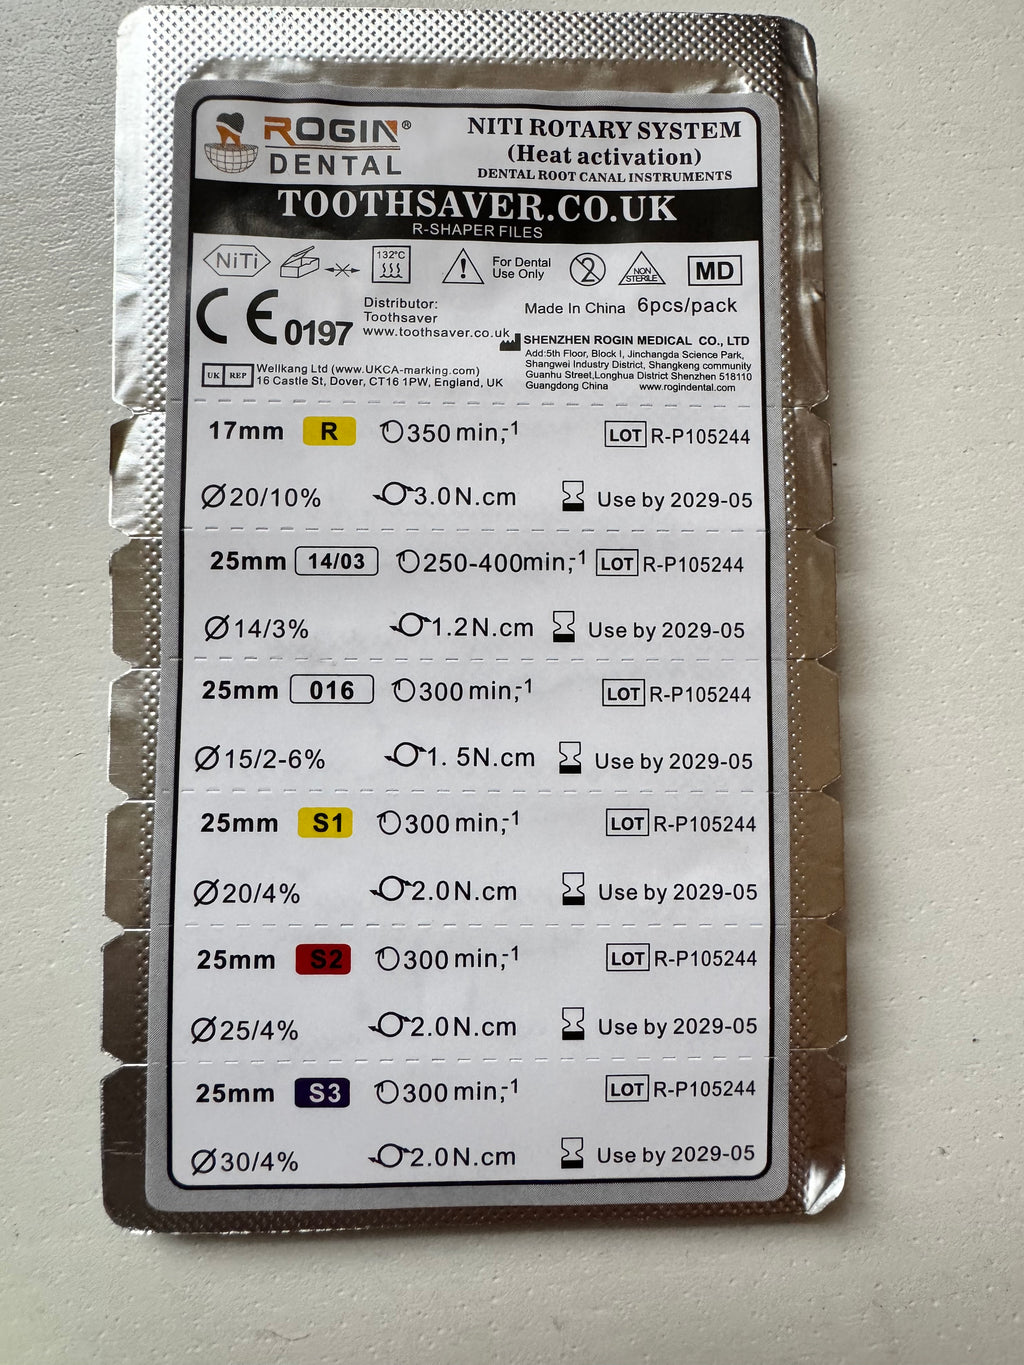 ROGIN®
DENTAL
NITI ROTARY SYSTEM
(Heat activation)
DENTAL ROOT CANAL INSTRUMENTS
TOOTHSAVER.CO.UK
R-SHAPER FILES
NiTi
132°C
For Dental
Use Only
2
NON
STERILE
MD
CE 0197
Distributor:
Toothsaver
www.toothsaver.co.uk
Made In China 6pcs/pack
SHENZHEN ROGIN MEDICAL CO., LTD
Add:5th Floor, Block I, Jinchangda Science Park,
Shangwei Industry District, Shangkeng community
Guanhu Street,Longhua District Shenzhen 518110
Guangdong China www.rogindental.com
UK REP
Wellkang Ltd (www.UKCA-marking.com)
16 Castle St, Dover, CT16 1PW, England, UK
17mm R 350 min,-1 LOT R-P105244
Ø20/10% 3.0N.cm Use by 2029-05
25mm 14/03 250-400min,-1 LOT R-P105244
Ø14/3% 1.2N.cm Use by 2029-05
25mm 016 300 min,-1 LOT R-P105244
Ø15/2-6% 1. 5N.cm Use by 2029-05
25mm S1 300 min,-1 LOT R-P105244
Ø20/4% 2.0N.cm Use by 2029-05
25mm S2 300 min,-1 LOT R-P105244
Ø25/4% 2.0N.cm Use by 2029-05
25mm S3 300 min,-1 LOT R-P105244
Ø30/4% 2.0N.cm Use by 2029-05